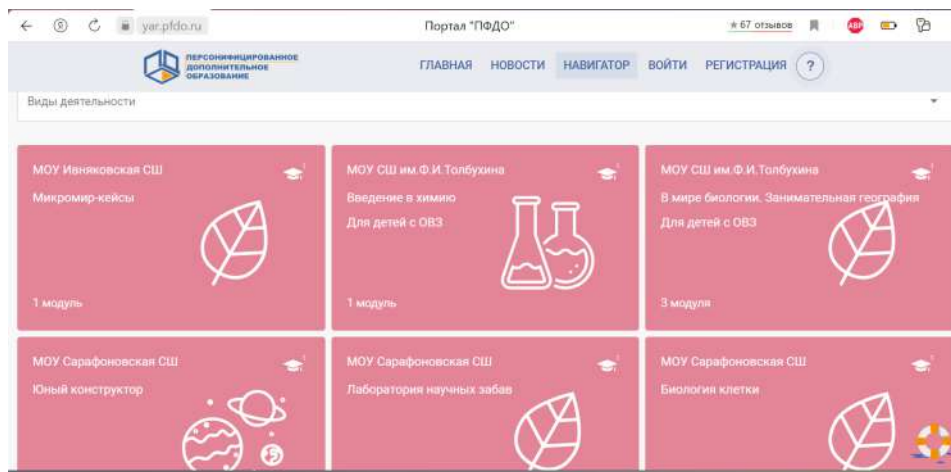 yar.pfdo.ru
Портал "ПФДО"
★ 67 отзывов
ABP
ПЕРСОНИФИЦИРОВАННОЕ
ДОПОЛНИТЕЛЬНОЕ
ОБРАЗОВАНИЕ
ГЛАВНАЯ НОВОСТИ НАВИГАТОР ВОЙТИ РЕГИСТРАЦИЯ ?
Виды деятельности
МОУ Ивняковская СШ
Микромир-кейсы
1 модуль
МОУ СШ им.Ф.И.Толбухина
Введение в химию
Для детей с ОВЗ
1 модуль
МОУ СШ им.Ф.И.Толбухина
В мире биологии. Занимательная география
Для детей с ОВЗ
3 модуля
МОУ Сарафоновская СШ
Юный конструктор
МОУ Сарафоновская СШ
Лаборатория научных забав
МОУ Сарафоновская СШ
Биология клетки